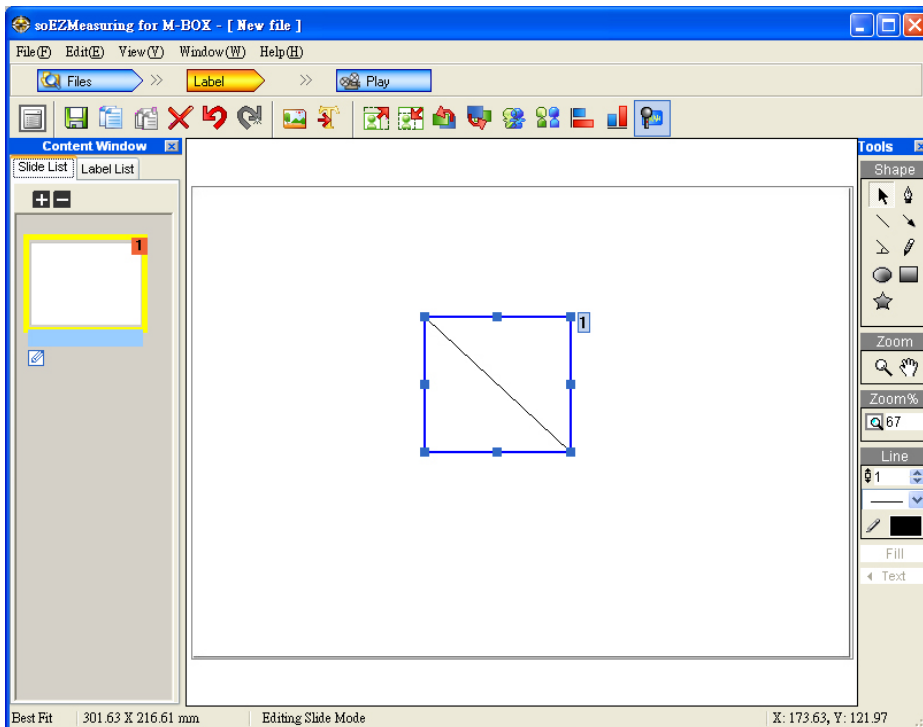 soEZMeasuring for M-BOX - [ New file ]
File(F) Edit(E) View(V) Window(W) Help(H)
Files >> Label >> Play
Content Window
Slide List Label List
1
1
Tools
Shape
Zoom
Zoom%
67
Line
1
Fill
Text
Best Fit 301.63 X 216.61 mm Editing Slide Mode X: 173.63, Y: 121.97